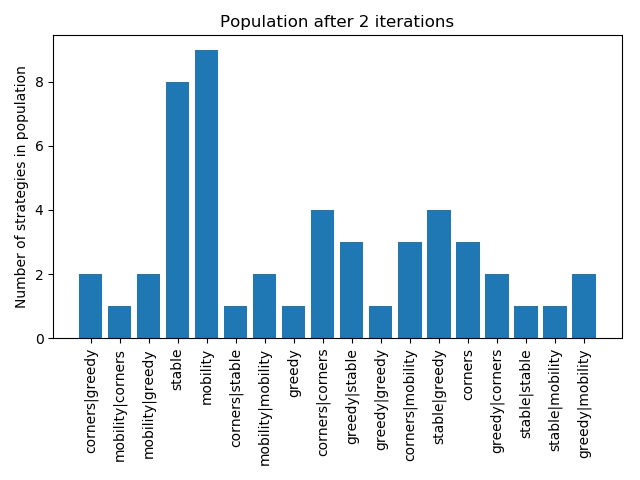 Population after 2 iterations
Number of strategies in population
8
6
4
2
0
corners|greedy
mobility|corners
mobility|greedy
stable
mobility
corners|stable
mobility|mobility
greedy
corners|corners
greedy|stable
greedy|greedy
corners|mobility
stable|greedy
corners
greedy|corners
stable|stable
stable|mobility
greedy|mobility